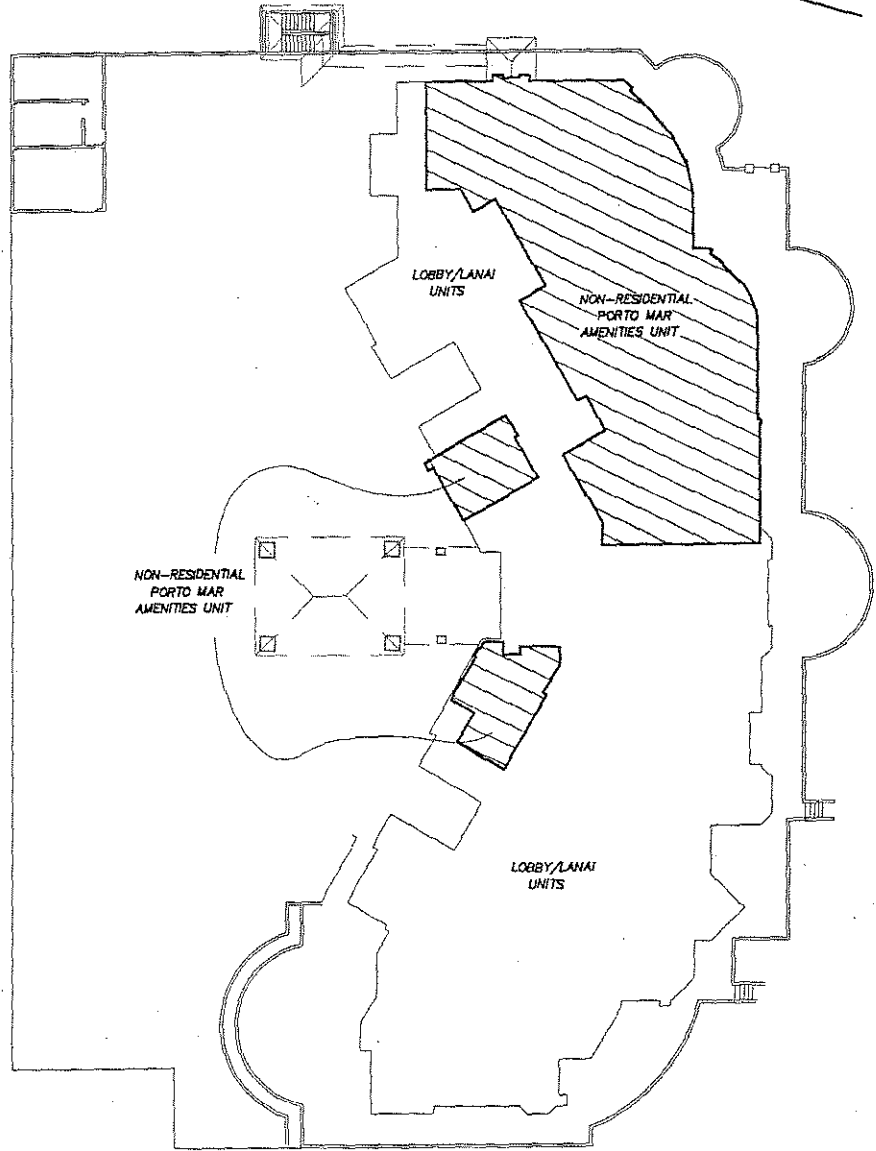 LOBBY/LANAI
UNITS
NON-RESIDENTIAL
PORTO MAR
AMENITIES UNIT
NON-RESIDENTIAL
PORTO MAR
AMENITIES UNIT
LOBBY/LANAI
UNITS